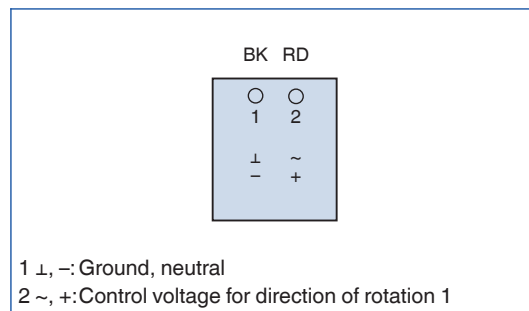 BK RD
1 2
⊥ ~
– +
1 ⊥, –: Ground, neutral
2 ~, +:Control voltage for direction of rotation 1